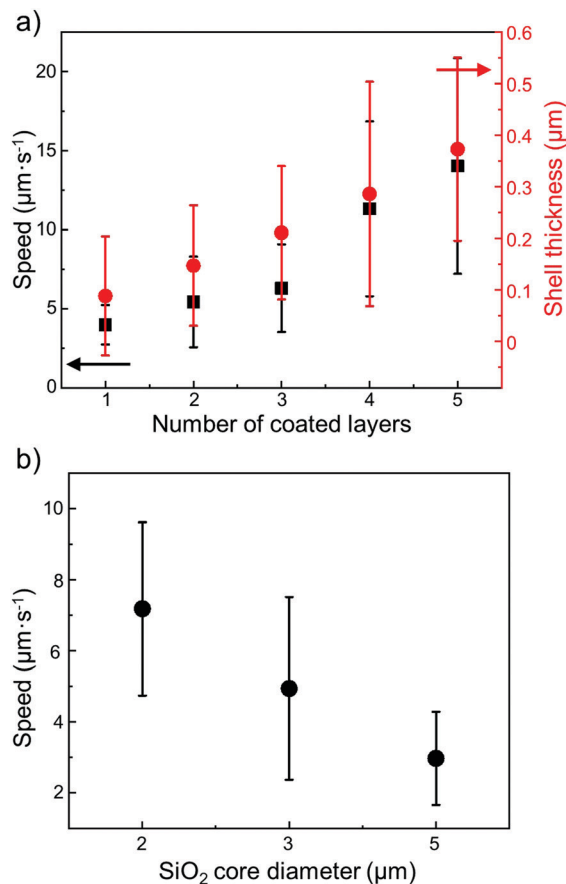 a)
20
15
10
5
0
Speed (μm·s⁻¹)
0.6
0.5
0.4
0.3
0.2
0.1
0
Shell thickness (μm)
1 2 3 4 5
Number of coated layers
b)
10
8
6
4
2
Speed (μm·s⁻¹)
2 3 5
SiO₂ core diameter (μm)